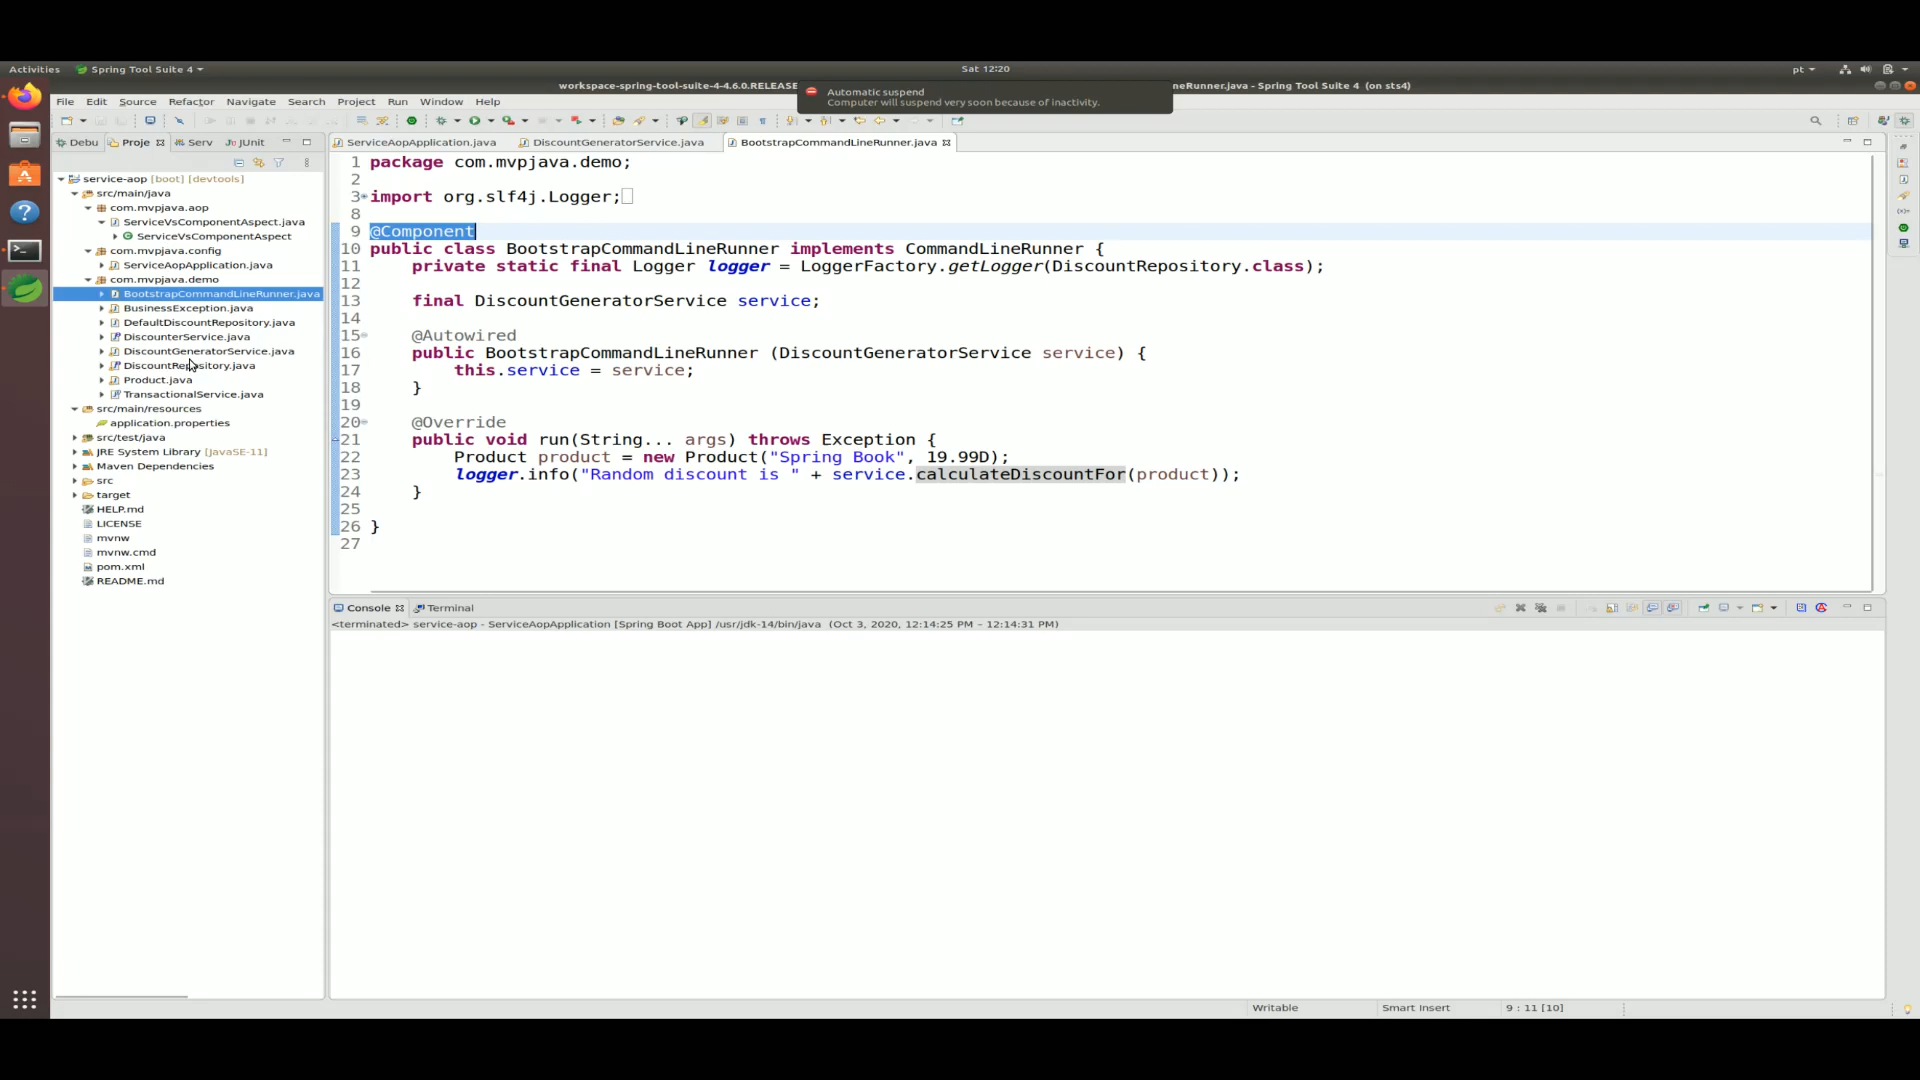 Activities
Spring Tool Suite 4
Sat 12:20
pt
workspace-spring-tool-suite-4-4.6.0.RELEASE
neRunner.java - Spring Tool Suite 4 (on sts4)
Automatic suspend
Computer will suspend very soon because of inactivity.
File Edit Source Refactor Navigate Search Project Run Window Help
Debu
Proje
Serv
JUnit
ServiceAopApplication.java
DiscountGeneratorService.java
BootstrapCommandLineRunner.java
service-aop [boot] [devtools]
src/main/java
com.mvpjava.aop
ServiceVsComponentAspect.java
ServiceVsComponentAspect
com.mvpjava.config
ServiceAopApplication.java
com.mvpjava.demo
BootstrapCommandLineRunner.java
BusinessException.java
DefaultDiscountRepository.java
DiscounterService.java
DiscountGeneratorService.java
DiscountRepository.java
Product.java
TransactionalService.java
src/main/resources
application.properties
src/test/java
JRE System Library [JavaSE-11]
Maven Dependencies
src
target
HELP.md
LICENSE
mvnw
mvnw.cmd
pom.xml
README.md
1 package com.mvpjava.demo;
2
3 import org.slf4j.Logger;
8
9 @Component
10 public class BootstrapCommandLineRunner implements CommandLineRunner {
11 private static final Logger logger = LoggerFactory.getLogger(DiscountRepository.class);
12
13 final DiscountGeneratorService service;
14
15 @Autowired
16 public BootstrapCommandLineRunner (DiscountGeneratorService service) {
17 this.service = service;
18 }
19
20 @Override
21 public void run(String... args) throws Exception {
22 Product product = new Product("Spring Book", 19.99D);
23 logger.info("Random discount is " + service.calculateDiscountFor(product));
24 }
25
26 }
27
Console
Terminal
<terminated> service-aop - ServiceAopApplication [Spring Boot App] /usr/jdk-14/bin/java (Oct 3, 2020, 12:14:25 PM – 12:14:31 PM)
Writable
Smart Insert
9 : 11 [10]